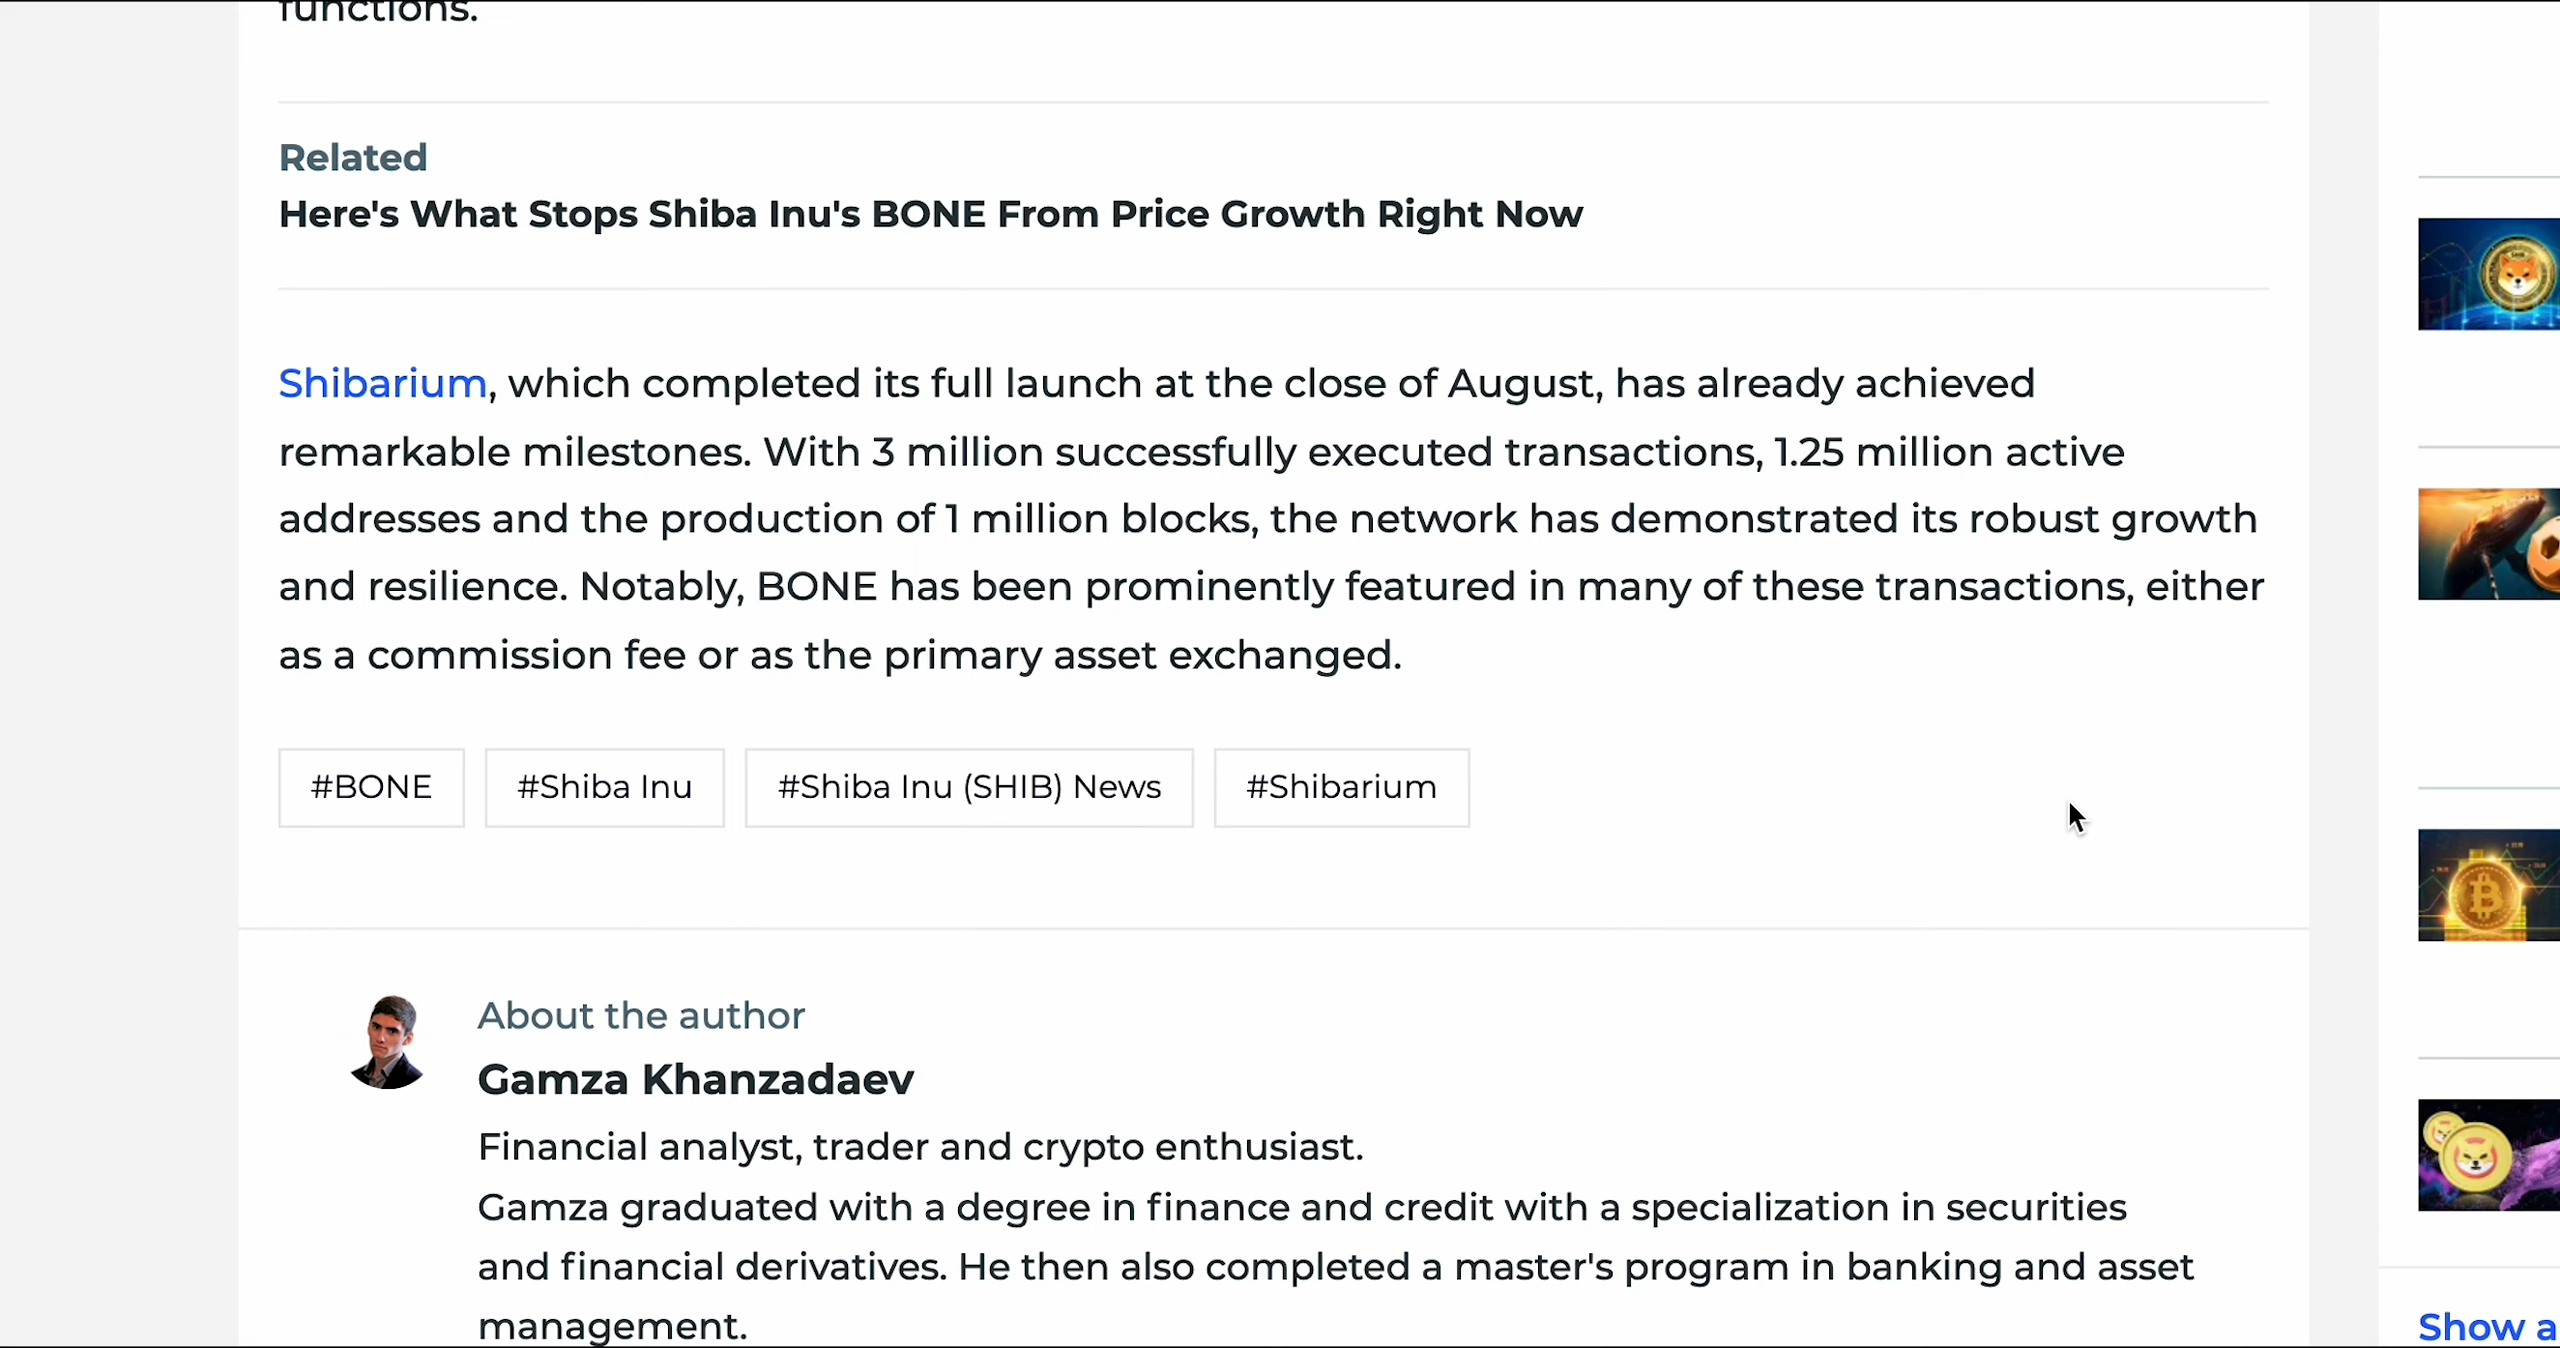 functions.
Related
Here's What Stops Shiba Inu's BONE From Price Growth Right Now
Shibarium, which completed its full launch at the close of August, has already achieved
remarkable milestones. With 3 million successfully executed transactions, 1.25 million active
addresses and the production of 1 million blocks, the network has demonstrated its robust growth
and resilience. Notably, BONE has been prominently featured in many of these transactions, either
as a commission fee or as the primary asset exchanged.
#BONE
#Shiba Inu
#Shiba Inu (SHIB) News
#Shibarium
About the author
Gamza Khanzadaev
Financial analyst, trader and crypto enthusiast.
Gamza graduated with a degree in finance and credit with a specialization in securities
and financial derivatives. He then also completed a master's program in banking and asset
management.
Show a